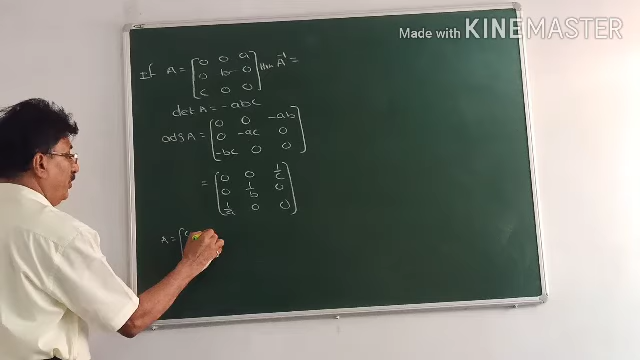 Made with KINEMASTER
If A = [0 0 a
0 b 0
c 0 0] then A⁻¹ =
det A = -abc
adj A = [0 0 -ab
0 -ac 0
-bc 0 0]
= [0 0 1/c
0 1/b 0
1/a 0 0]
A = [